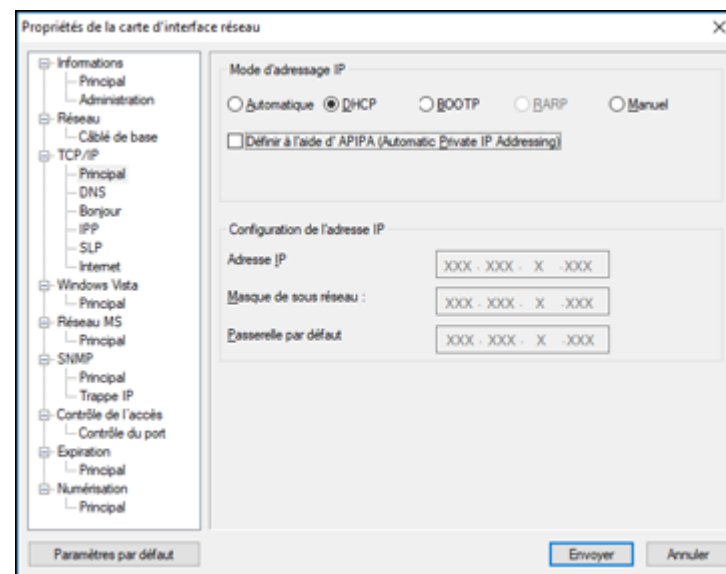 Propriétés de la carte d'interface réseau
Informations
Principal
Administration
Réseau
Câblé de base
TCP/IP
Principal
DNS
Bonjour
IPP
SLP
Internet
Windows Vista
Principal
Réseau MS
Principal
SNMP
Principal
Trappe IP
Contrôle de l'accès
Contrôle du port
Expiration
Principal
Numérisation
Principal
Mode d'adressage IP
Automatique DHCP BOOTP RARP Manuel
Définir à l'aide d' APIPA (Automatic Private IP Addressing)
Configuration de l'adresse IP
Adresse IP XXX . XXX . X .XXX
Masque de sous réseau : XXX . XXX . X .XXX
Passerelle par défaut XXX . XXX . X .XXX
Paramètres par défaut Envoyer Annuler